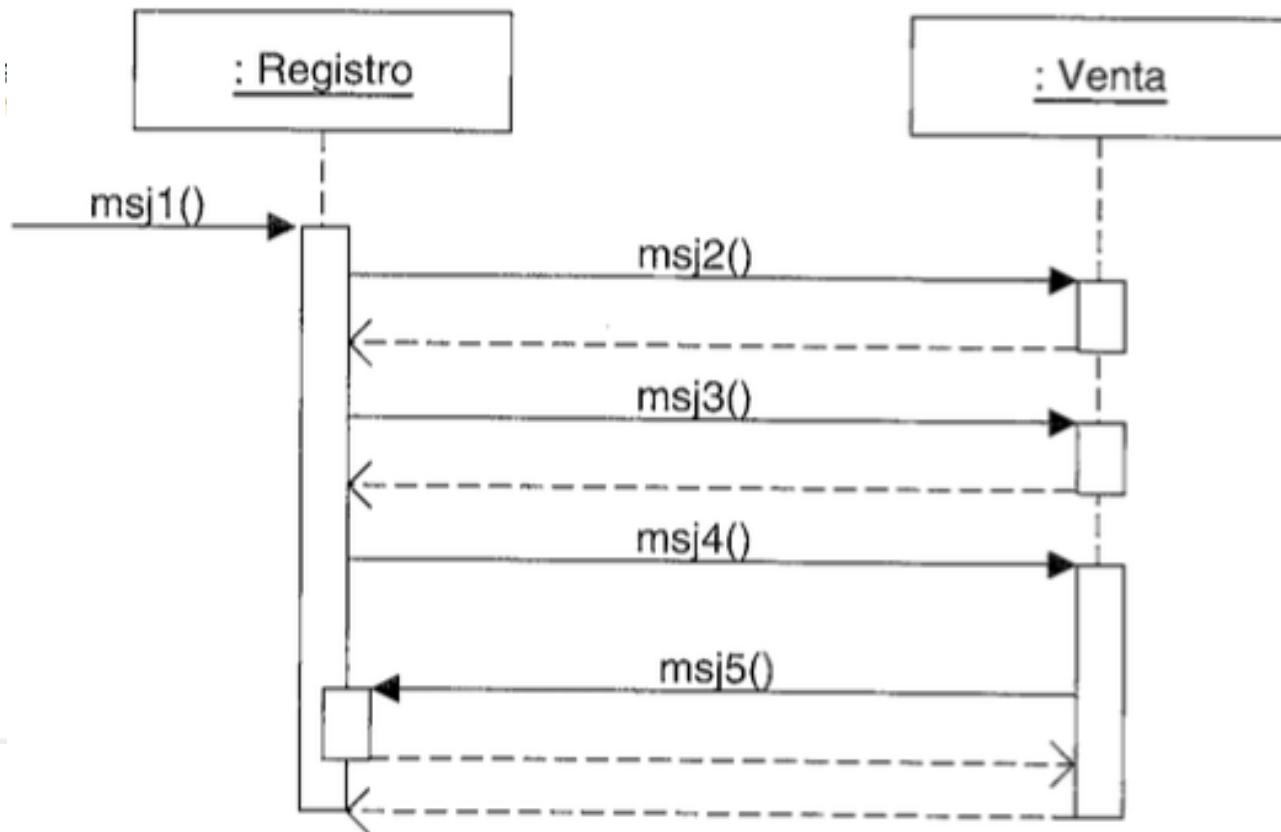 : Registro
: Venta
msj1()
msj2()
msj3()
msj4()
msj5()